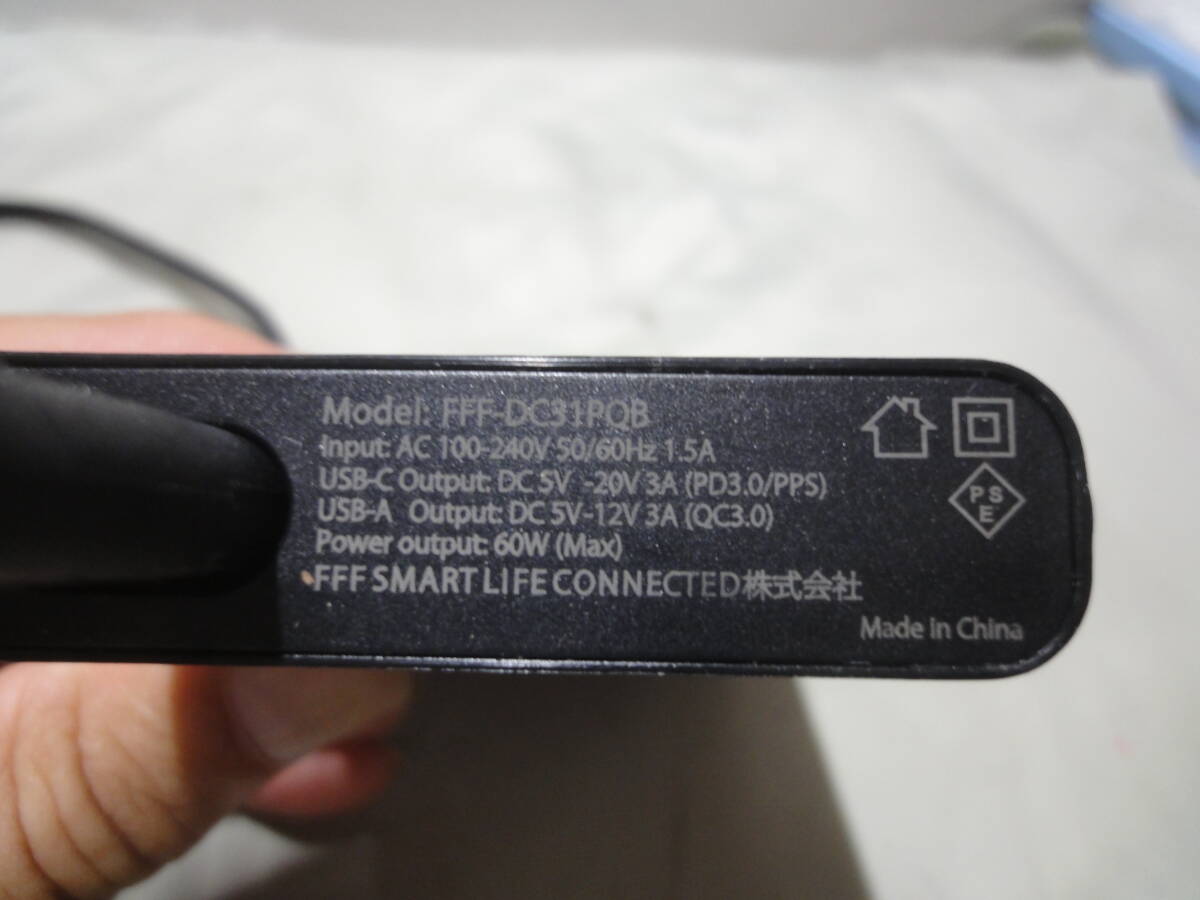 Model: FFF-DC31PQB
Input: AC 100-240V 50/60Hz 1.5A
USB-C Output: DC 5V -20V 3A (PD3.0/PPS)
USB-A Output: DC 5V-12V 3A (QC3.0)
Power output: 60W (Max)
FFF SMART LIFE CONNECTED株式会社
PS
E
Made in China